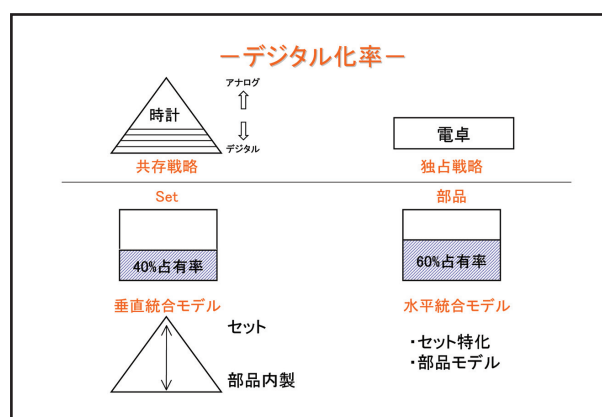 －デジタル化率－
アナログ
時計
デジタル
共存戦略
電卓
独占戦略
Set
40%占有率
部品
60%占有率
垂直統合モデル
セット
部品内製
水平統合モデル
・セット特化
・部品モデル